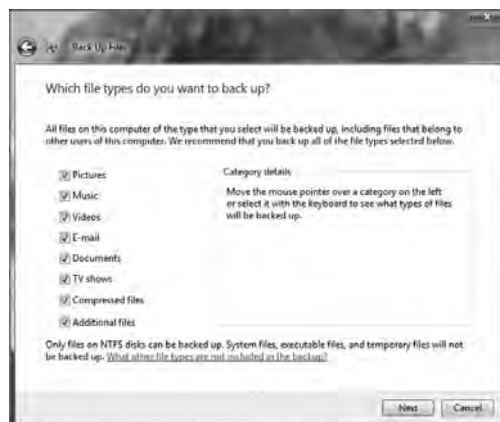 Back Up Files
Which file types do you want to back up?
All files on this computer of the type that you select will be backed up, including files that belong to
other users of this computer. We recommend that you back up all of the file types selected below.
Pictures
Music
Videos
E-mail
Documents
TV shows
Compressed files
Additional files
Category details
Move the mouse pointer over a category on the left
or select it with the keyboard to see what types of files
will be backed up.
Only files on NTFS disks can be backed up. System files, executable files, and temporary files will not
be backed up. What other file types are not included in the backup?
Next
Cancel